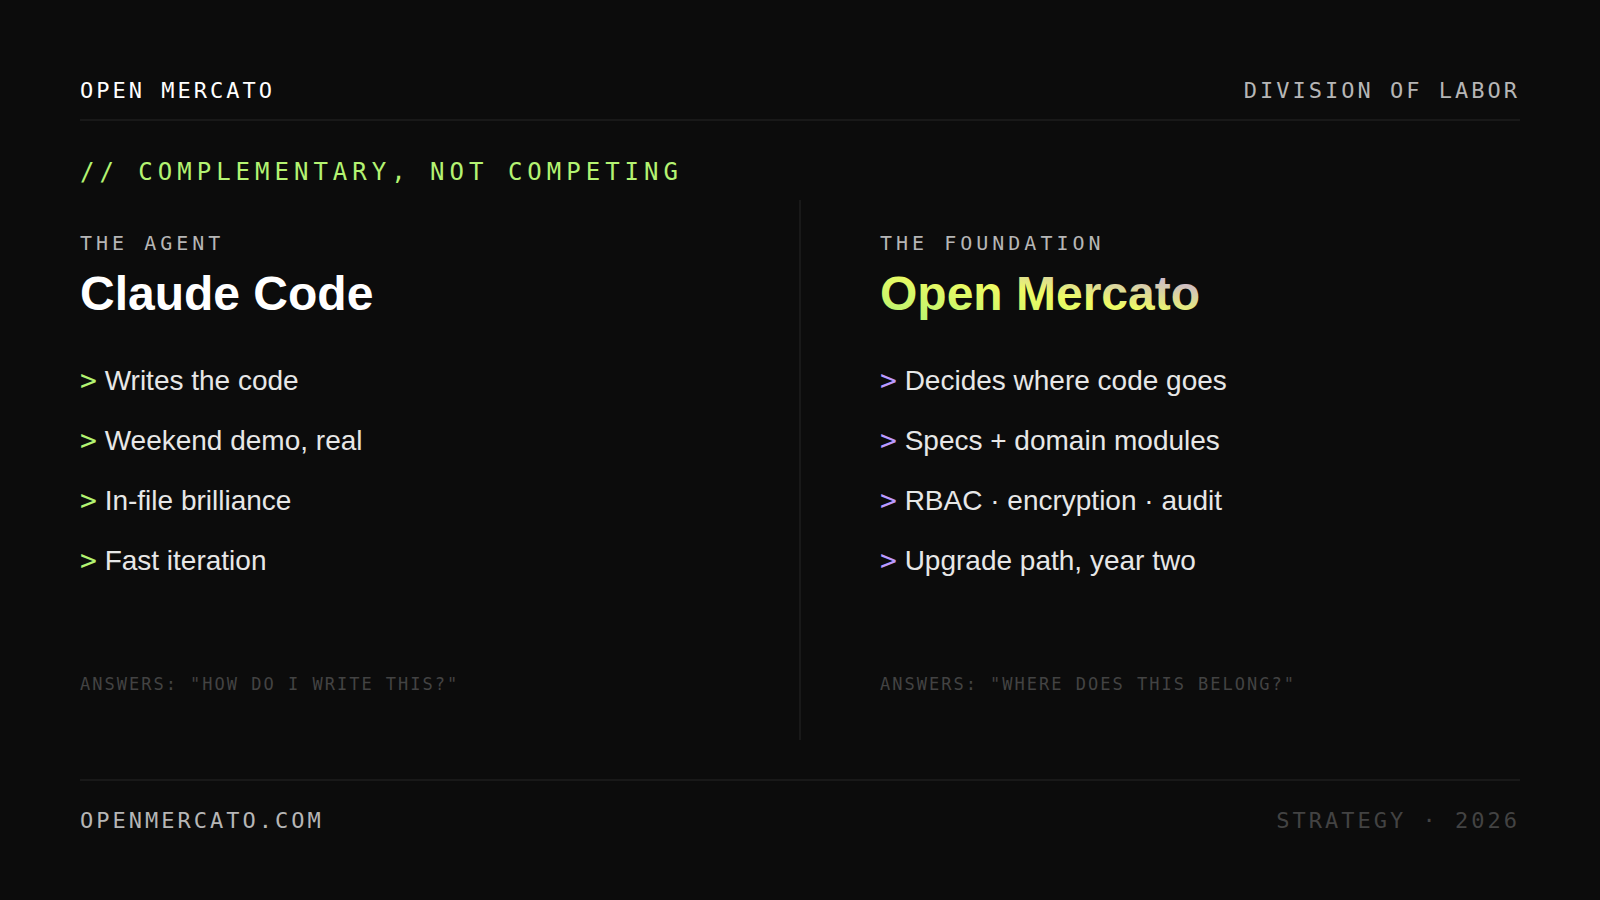 OPEN MERCATO
DIVISION OF LABOR
// COMPLEMENTARY, NOT COMPETING
THE AGENT
Claude Code
> Writes the code
> Weekend demo, real
> In-file brilliance
> Fast iteration
ANSWERS: "HOW DO I WRITE THIS?"
THE FOUNDATION
Open Mercato
> Decides where code goes
> Specs + domain modules
> RBAC · encryption · audit
> Upgrade path, year two
ANSWERS: "WHERE DOES THIS BELONG?"
OPENMERCATO.COM
STRATEGY · 2026